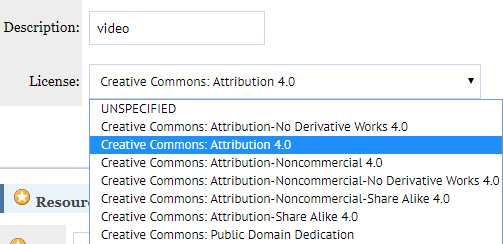 Description: video
License: Creative Commons: Attribution 4.0
UNSPECIFIED
Creative Commons: Attribution-No Derivative Works 4.0
Creative Commons: Attribution 4.0
Creative Commons: Attribution-Noncommercial 4.0
Creative Commons: Attribution-Noncommercial-No Derivative Works 4.0
Creative Commons: Attribution-Noncommercial-Share Alike 4.0
Resour
Creative Commons: Attribution-Share Alike 4.0
Creative Commons: Public Domain Dedication